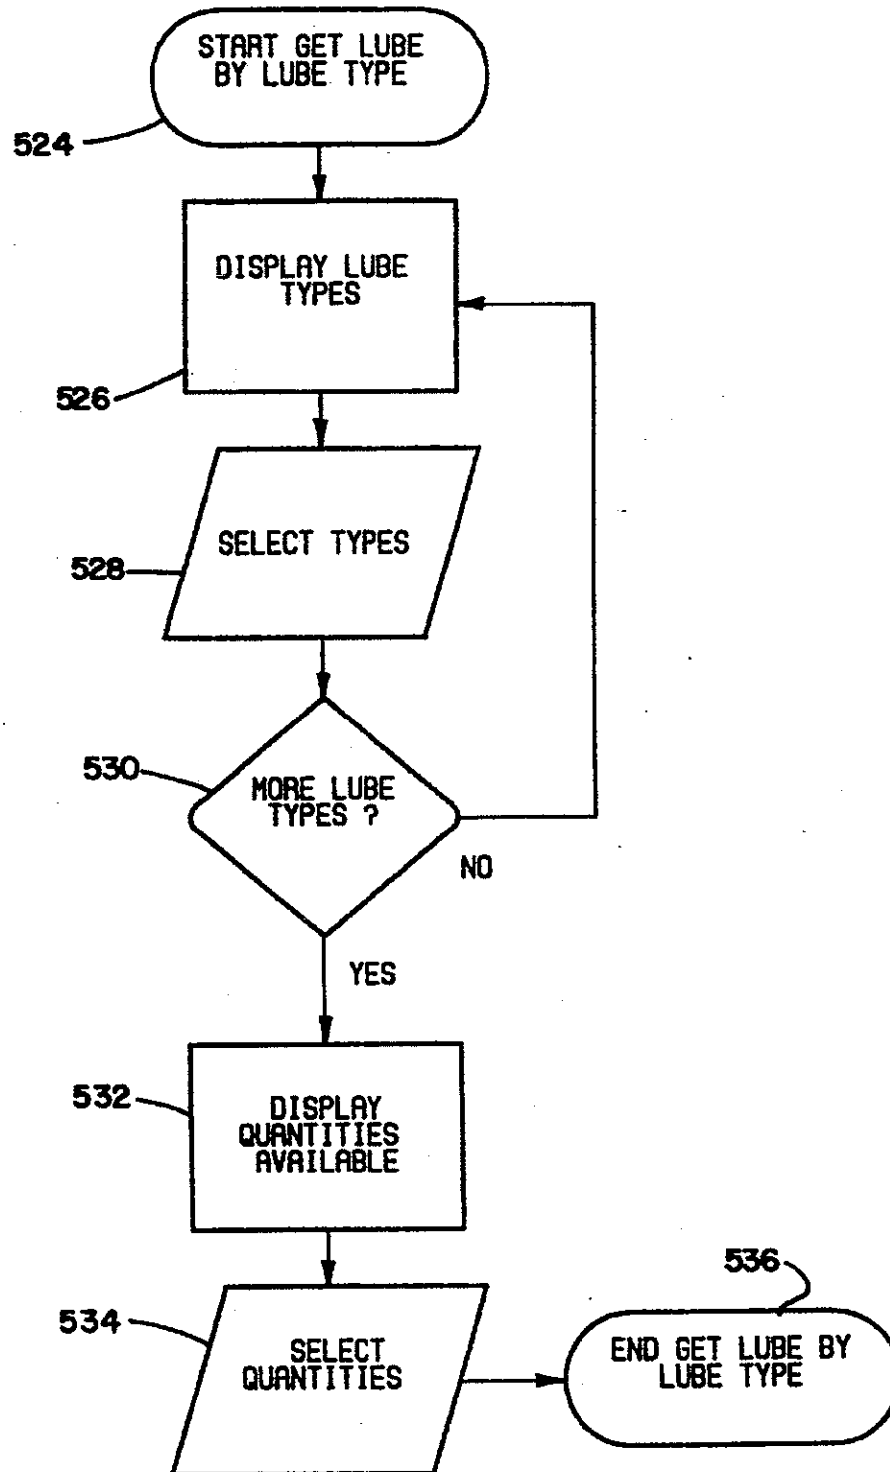 START GET LUBE
BY LUBE TYPE
524
DISPLAY LUBE
TYPES
526
SELECT TYPES
528
530
MORE LUBE
TYPES ?
NO
YES
532
DISPLAY
QUANTITIES
AVAILABLE
536
534
SELECT
QUANTITIES
END GET LUBE BY
LUBE TYPE